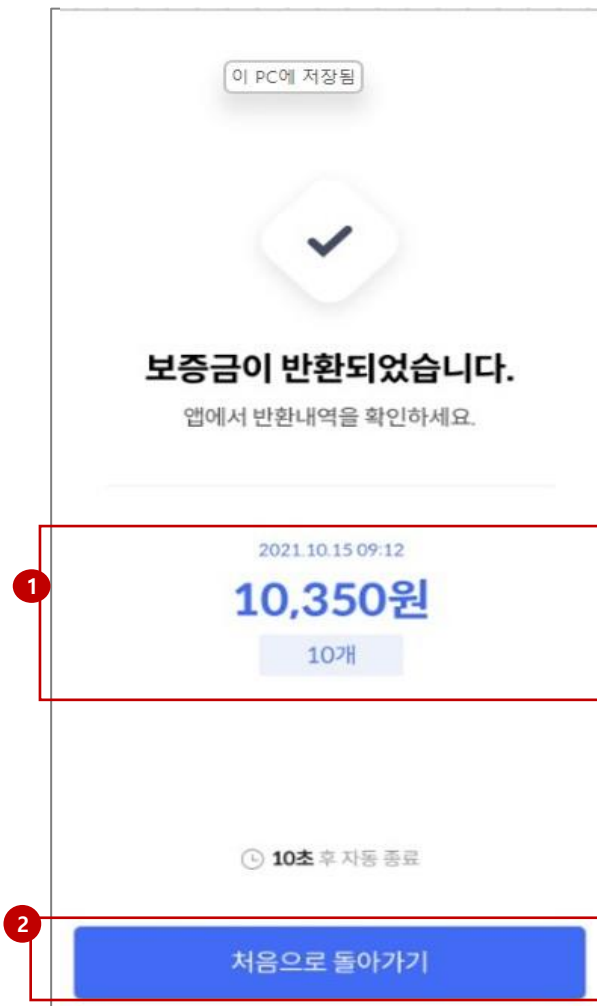 이 PC에 저장됨
보증금이 반환되었습니다.
앱에서 반환내역을 확인하세요.
1
2021.10.15 09:12
10,350원
10개
10초 후 자동 종료
2
처음으로 돌아가기